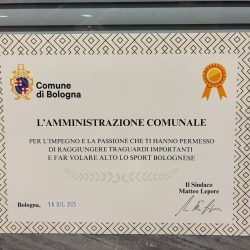 Comune
di Bologna
L'AMMINISTRAZIONE COMUNALE
PER L'IMPEGNO E LA PASSIONE CHE TI HANNO PERMESSO
DI RAGGIUNGERE TRAGUARDI IMPORTANTI
E FAR VOLARE ALTO LO SPORT BOLOGNESE
Il Sindaco
Matteo Lepore
Bologna,